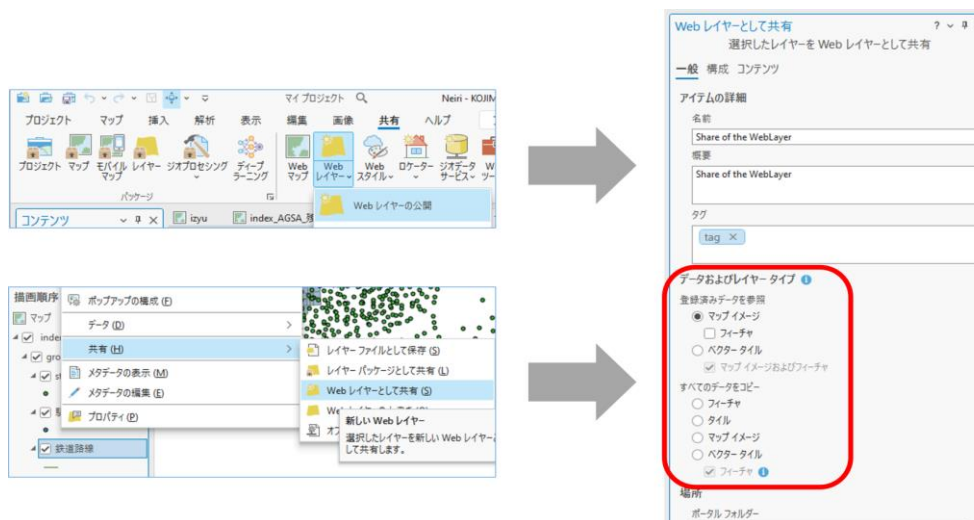 マイ プロジェクト
Neiri - KOJIM
プロジェクト マップ 挿入 解析 表示 編集 画像 共有 ヘルプ
プロジェクト マップ モバイル マップ レイヤー ジオプロセシング ディープ ラーニング Web マップ Web レイヤー Web スタイル ロケーター ジオデータ サービス
パッケージ
Web レイヤーの公開
コンテンツ
izyu
index_AGSA_
描画順序
マップ
inde
gro
鉄道路線
ポップアップの構成 (E)
データ (D)
共有 (H)
メタデータの表示 (M)
メタデータの編集 (E)
プロパティ (P)
レイヤー ファイルとして保存 (S)
レイヤー パッケージとして共有 (L)
Web レイヤーとして共有 (S)
新しい Web レイヤー
選択したレイヤーを新しい Web レイヤー
して共有します。
Web レイヤーとして共有
選択したレイヤーを Web レイヤーとして共有
一般 構成 コンテンツ
アイテムの詳細
名前
Share of the WebLayer
概要
Share of the WebLayer
タグ
tag ×
データおよびレイヤー タイプ
登録済みデータを参照
マップ イメージ
フィーチャ
ベクター タイル
マップ イメージおよびフィーチャ
すべてのデータをコピー
フィーチャ
タイル
マップ イメージ
ベクター タイル
フィーチャ
場所
ポータル フォルダー